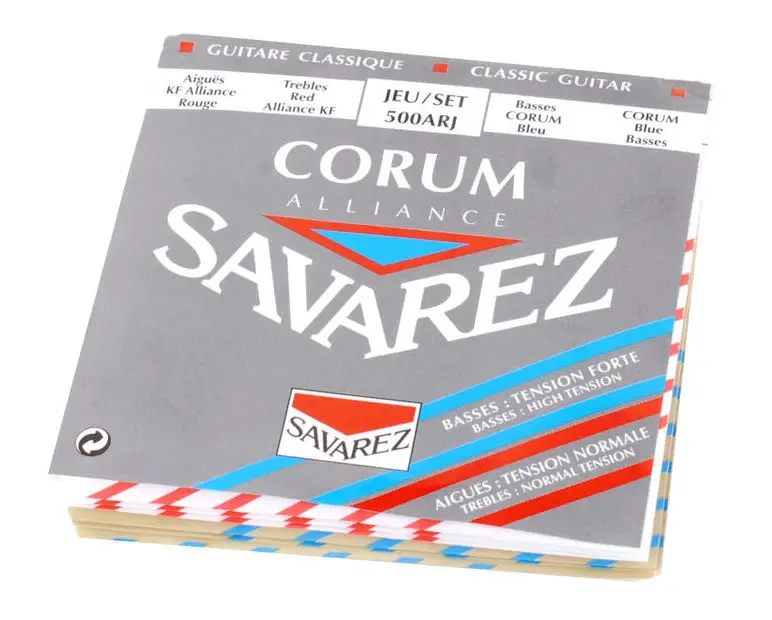 GUITARE CLASSIQUE
CLASSIC GUITAR
Aiguës
KF Alliance
Rouge
Trebles
Red
Alliance KF
JEU/SET
500ARJ
Basses
CORUM
Bleu
CORUM
Blue
Basses
CORUM
ALLIANCE
SAVAREZ
BASSES : TENSION FORTE
BASSES : HIGH TENSION
SAVAREZ
AIGUES : TENSION NORMALE
TREBLES : NORMAL TENSION